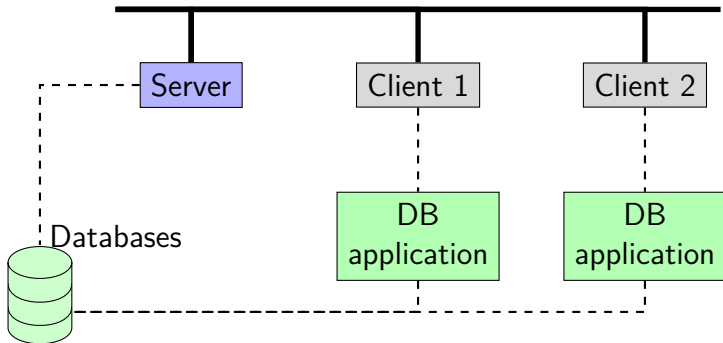 Server
Client 1
Client 2
DB
application
DB
application
Databases